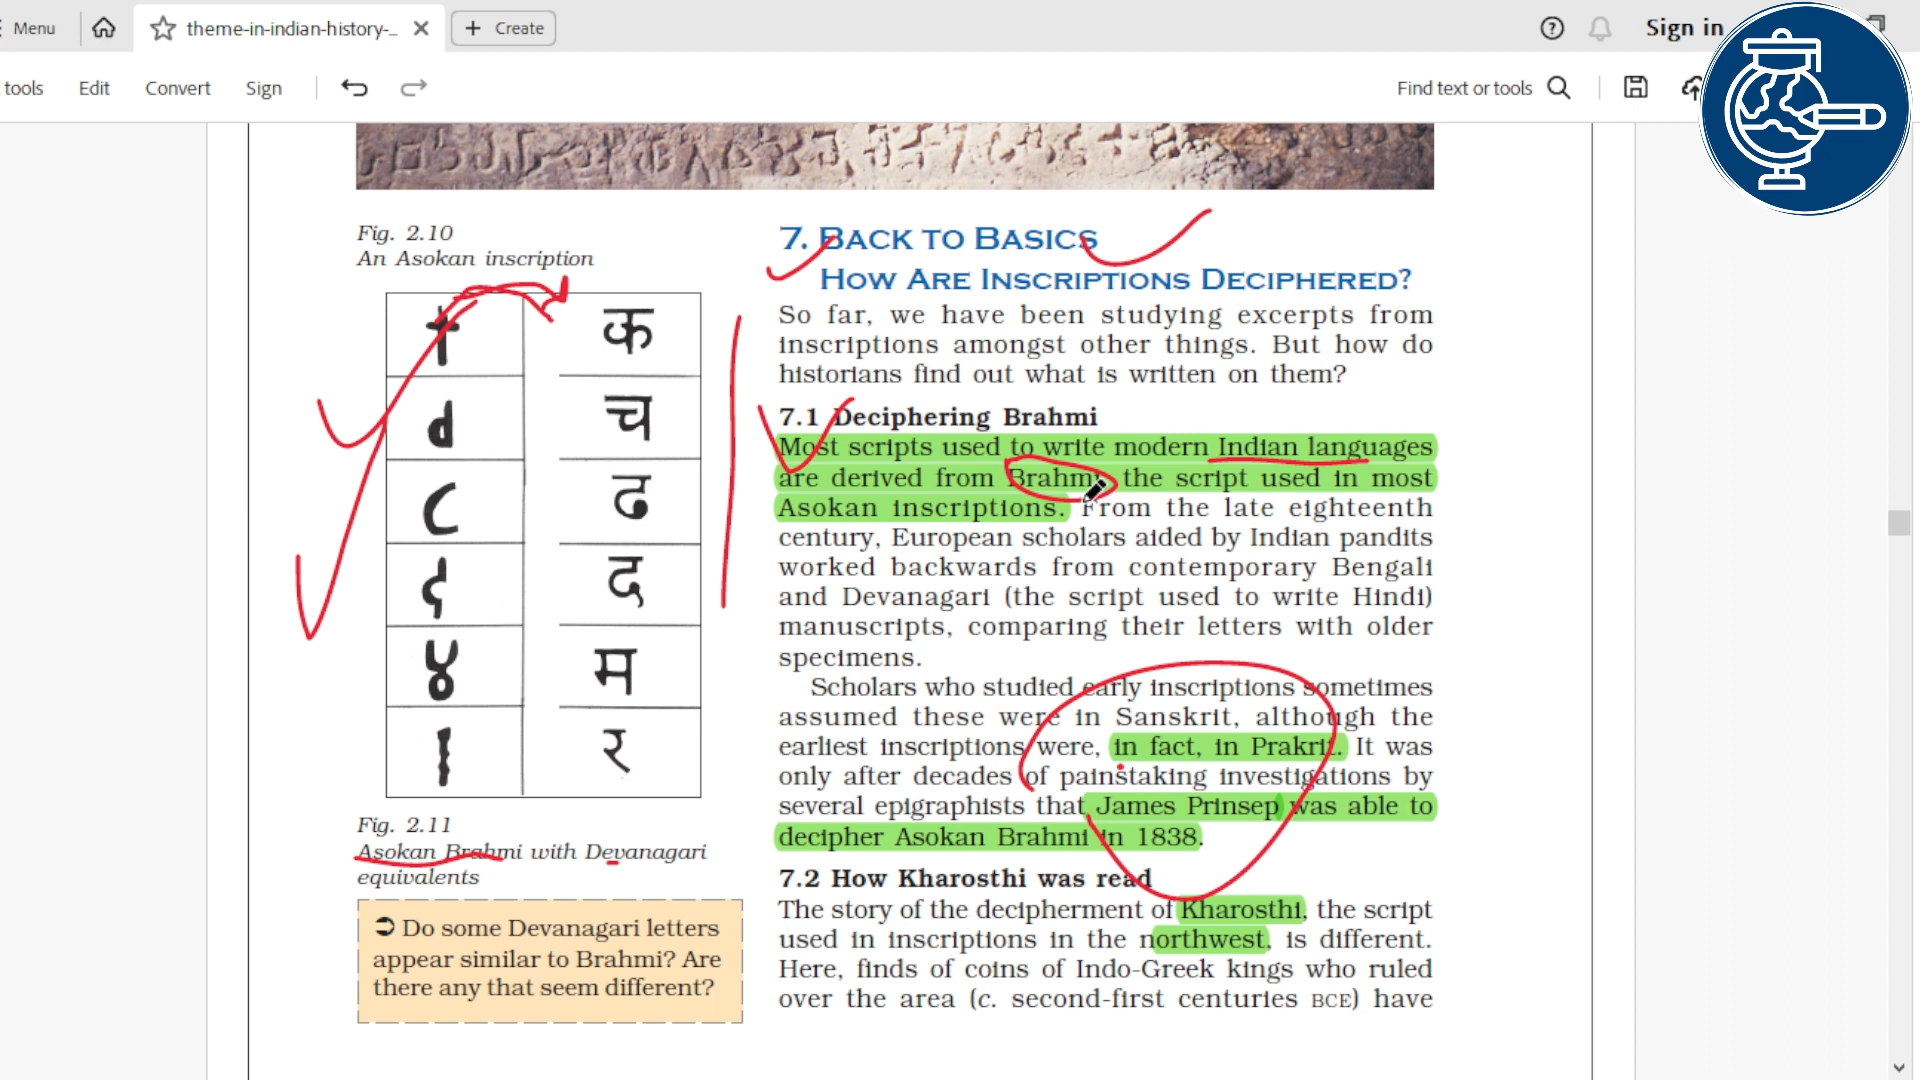 Menu
theme-in-indian-history-_
Create
Sign in
tools
Edit
Convert
Sign
Find text or tools
Fig. 2.10
An Asokan inscription
क
च
ढ
द
म
र
Fig. 2.11
Asokan Brahmi with Devanagari
equivalents
➲ Do some Devanagari letters
appear similar to Brahmi? Are
there any that seem different?
7. BACK TO BASICS
HOW ARE INSCRIPTIONS DECIPHERED?
So far, we have been studying excerpts from
inscriptions amongst other things. But how do
historians find out what is written on them?
7.1 Deciphering Brahmi
Most scripts used to write modern Indian languages
are derived from Brahmi, the script used in most
Asokan inscriptions. From the late eighteenth
century, European scholars aided by Indian pandits
worked backwards from contemporary Bengali
and Devanagari (the script used to write Hindi)
manuscripts, comparing their letters with older
specimens.
Scholars who studied early inscriptions sometimes
assumed these were in Sanskrit, although the
earliest inscriptions were, in fact, in Prakrit. It was
only after decades of painstaking investigations by
several epigraphists that James Prinsep was able to
decipher Asokan Brahmi in 1838.
7.2 How Kharosthi was read
The story of the decipherment of Kharosthi, the script
used in inscriptions in the northwest, is different.
Here, finds of coins of Indo-Greek kings who ruled
over the area (c. second-first centuries BCE) have